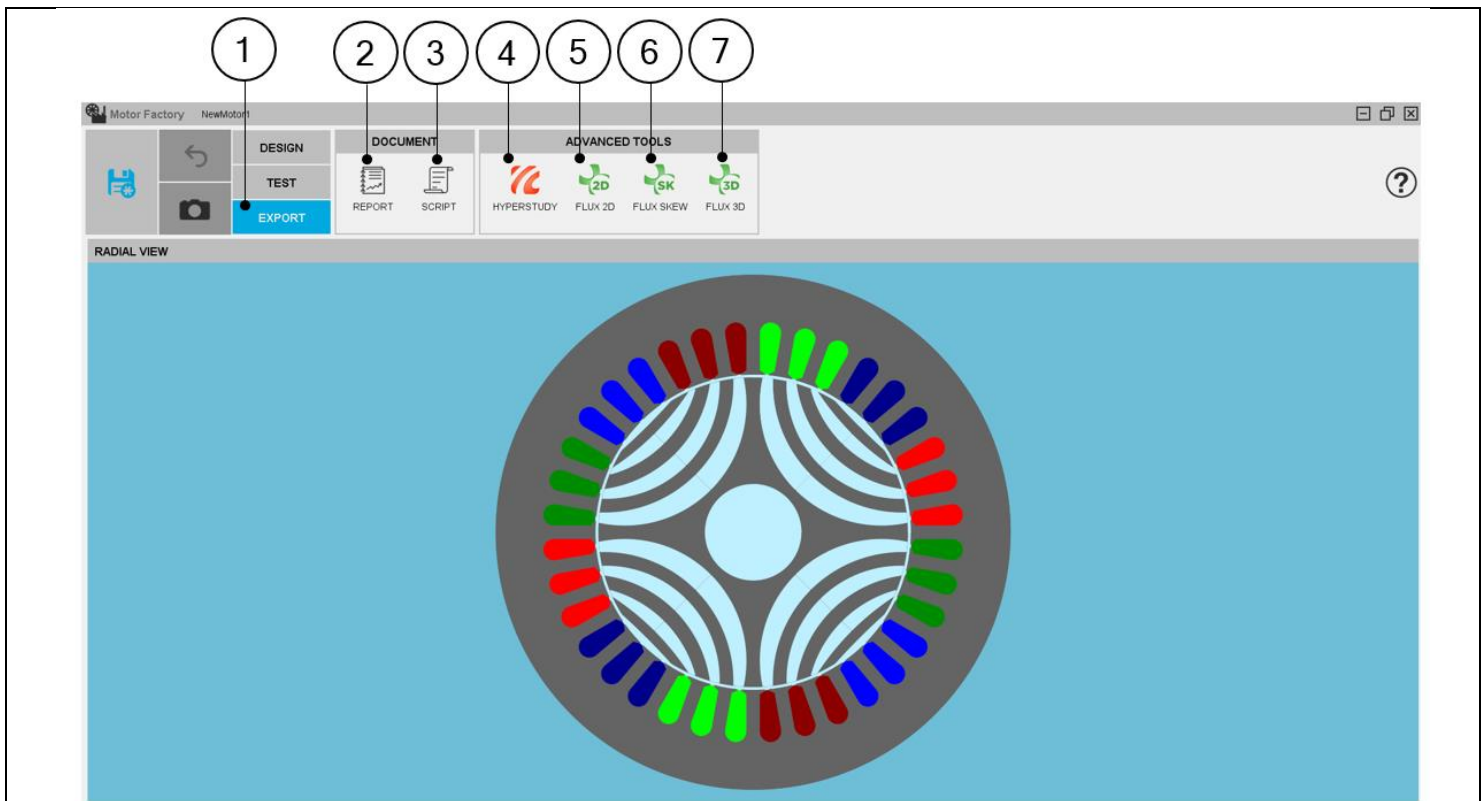 1 2 3 4 5 6 7
Motor Factory NewMotor1
DESIGN
TEST
EXPORT
DOCUMENT
REPORT SCRIPT
ADVANCED TOOLS
2D SK 3D
HYPERSTUDY FLUX 2D FLUX SKEW FLUX 3D
?
RADIAL VIEW